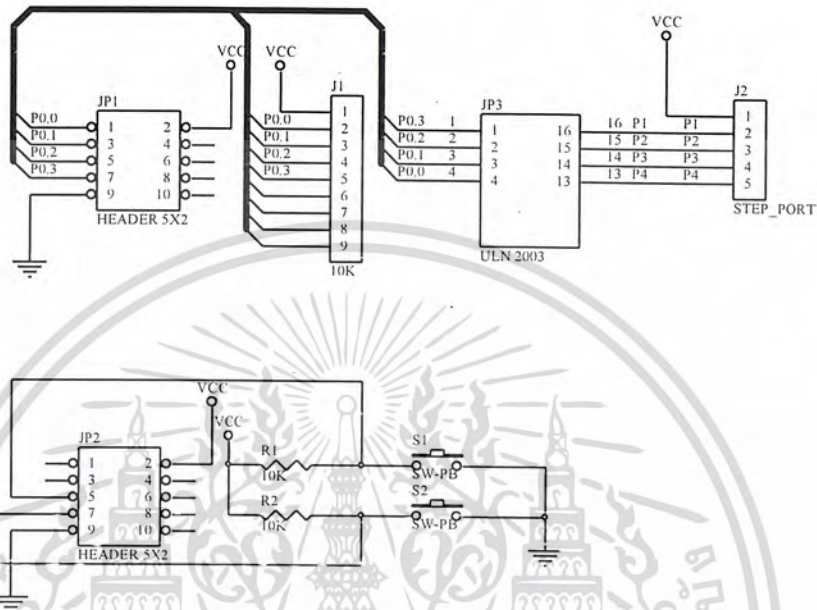 VCC
VCC
VCC
JP1
J1
JP3
J2
P0.0 1 2
P0.1 3 4
P0.2 5 6
P0.3 7 8
9 10
HEADER 5X2
1
P0.0 2
P0.1 3
P0.2 4
P0.3 5
6
7
8
9
10K
P0.3 1 1 16 16 P1 P1
P0.2 2 2 15 15 P2 P2
P0.1 3 3 14 14 P3 P3
P0.0 4 4 13 13 P4 P4
ULN 2003
1
2
3
4
5
STEP_PORT
VCC
VCC
JP2
1 2
3 4
5 6
7 8
9 10
HEADER 5X2
R1
10K
R2
10K
S1
SW-PB
S2
SW-PB